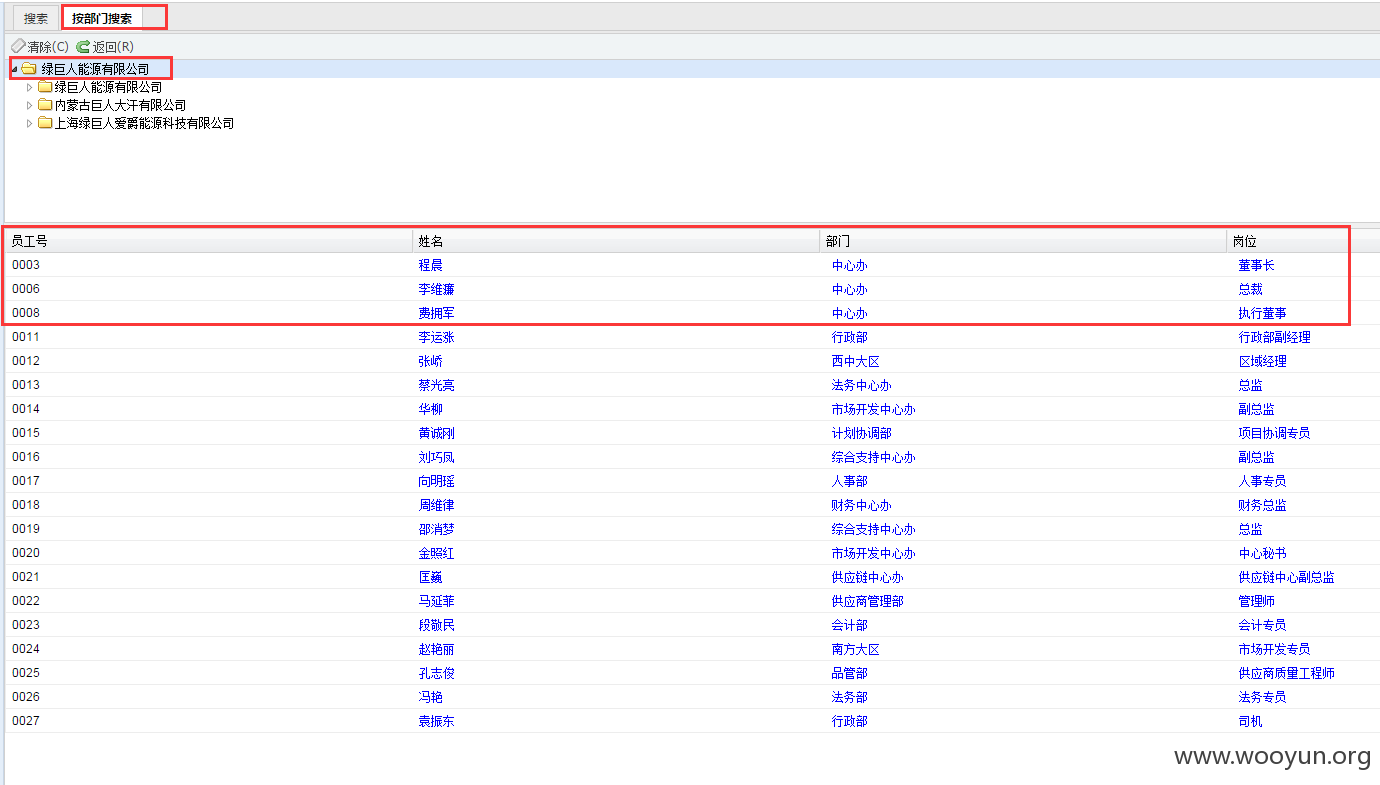 搜索 按部门搜索
清除(C) 返回(R)
绿巨人能源有限公司
绿巨人能源有限公司
内蒙古巨人大汗有限公司
上海绿巨人爱爵能源科技有限公司
员工号 姓名 部门 岗位
0003 程晨 中心办 董事长
0006 李维廉 中心办 总裁
0008 费拥军 中心办 执行董事
0011 李运涨 行政部 行政部副经理
0012 张峤 西中大区 区域经理
0013 蔡光亮 法务中心办 总监
0014 华柳 市场开发中心办 副总监
0015 黄诚刚 计划协调部 项目协调专员
0016 刘巧凤 综合支持中心办 副总监
0017 向明瑶 人事部 人事专员
0018 周维律 财务中心办 财务总监
0019 邵消梦 综合支持中心办 总监
0020 金照红 市场开发中心办 中心秘书
0021 匡巍 供应链中心办 供应链中心副总监
0022 马延菲 供应商管理部 管理师
0023 段敬民 会计部 会计专员
0024 赵艳丽 南方大区 市场开发专员
0025 孔志俊 品管部 供应商质量工程师
0026 冯艳 法务部 法务专员
0027 袁振东 行政部 司机
www.wooyun.org